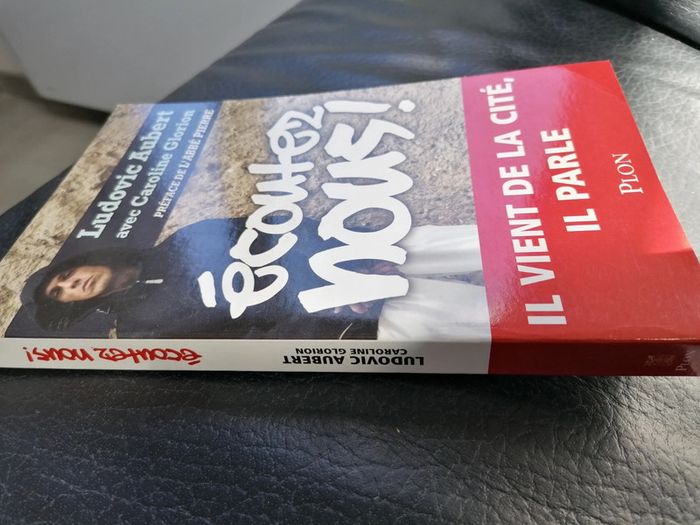 Ludovic Aubert
avec Caroline Glorion
PRÉFACE DE L'ABBÉ PIERRE
écoutez
nous!
IL VIENT DE LA CITÉ,
IL PARLE
PLON
écoutez nous!
LUDOVIC AUBERT
CAROLINE GLORION